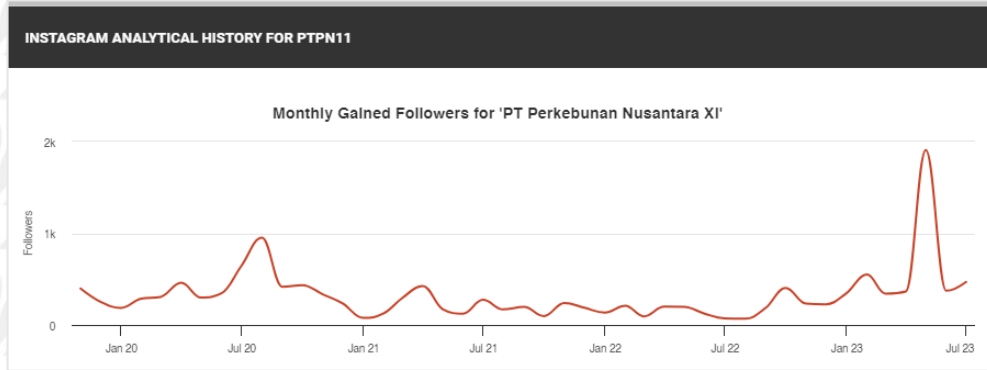 INSTAGRAM ANALYTICAL HISTORY FOR PTPN11
Monthly Gained Followers for 'PT Perkebunan Nusantara XI'
2k
1k
0
Followers
Jan 20 Jul 20 Jan 21 Jul 21 Jan 22 Jul 22 Jan 23 Jul 23